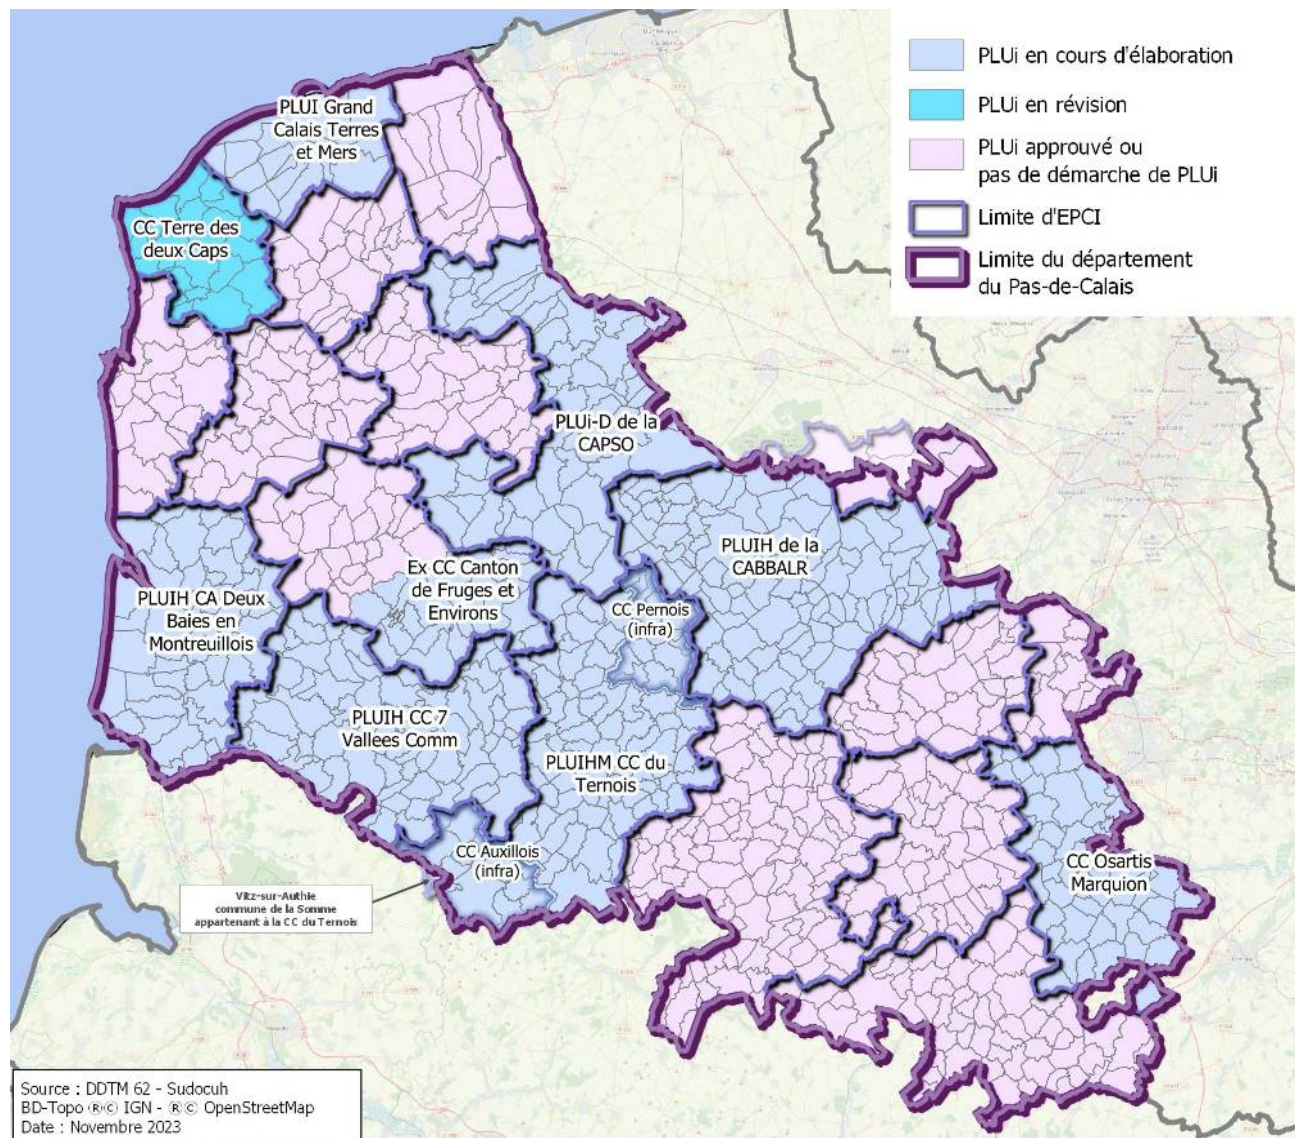 PLUi en cours d'élaboration
PLUi en révision
PLUi approuvé ou
pas de démarche de PLUi
Limite d'EPCI
Limite du département
du Pas-de-Calais
PLUI Grand
Calais Terres
et Mers
CC Terre des
deux Caps
PLUi-D de la
CAPSO
PLUIH de la
CABBALR
Ex CC Canton
de Fruges et
Environs
CC Pernois
(infra)
PLUIH CA Deux
Baies en
Montreuillois
PLUIH CC 7
Vallees Comm
PLUIHM CC du
Ternois
CC Auxillois
(infra)
CC Osartis
Marquion
Vitz-sur-Authie
commune de la Somme
appartenant à la CC du Ternois
Source : DDTM 62 - Sudocuh
BD-Topo ®© IGN - ®© OpenStreetMap
Date : Novembre 2023